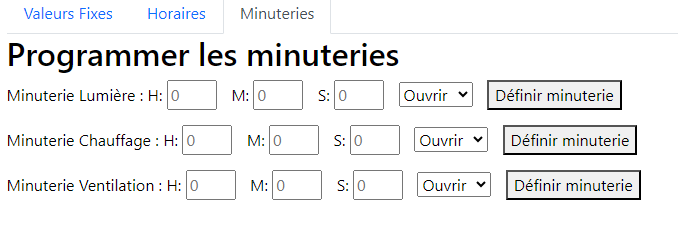 Valeurs Fixes Horaires Minuteries
Programmer les minuteries
Minuterie Lumière : H: 0 M: 0 S: 0 Ouvrir Définir minuterie
Minuterie Chauffage : H: 0 M: 0 S: 0 Ouvrir Définir minuterie
Minuterie Ventilation : H: 0 M: 0 S: 0 Ouvrir Définir minuterie